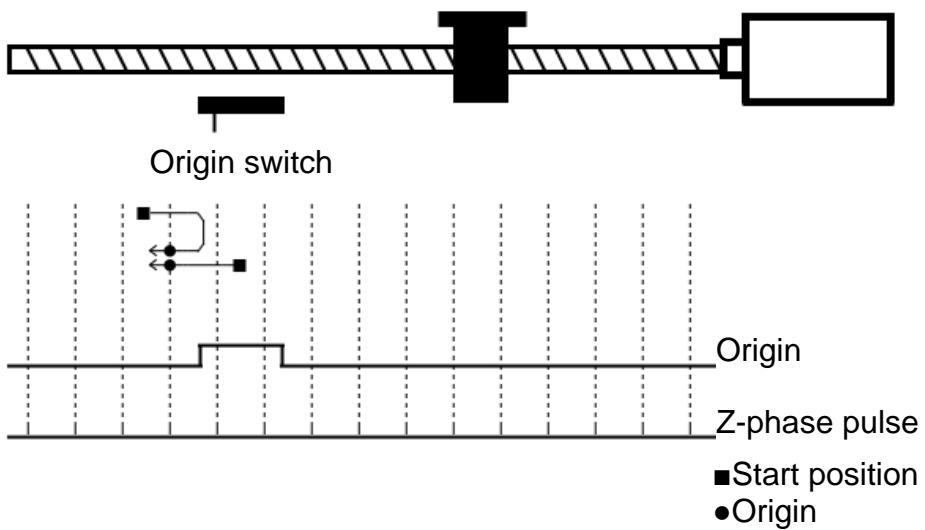 Origin switch
Origin
Z-phase pulse
■Start position
●Origin